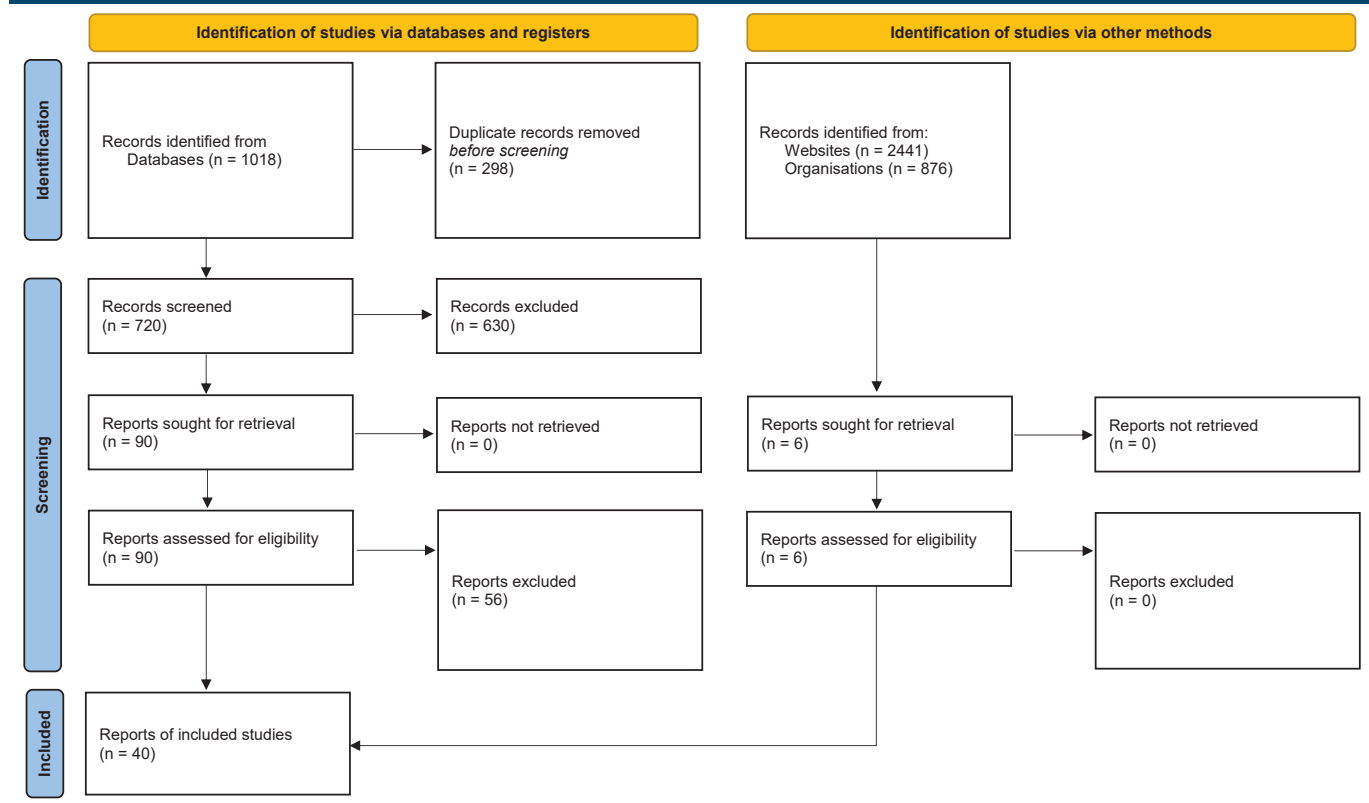 Identification of studies via databases and registers
Identification of studies via other methods
Identification
Records identified from
Databases (n = 1018)
Duplicate records removed
before screening
(n = 298)
Records identified from:
Websites (n = 2441)
Organisations (n = 876)
Screening
Records screened
(n = 720)
Records excluded
(n = 630)
Reports sought for retrieval
(n = 90)
Reports not retrieved
(n = 0)
Reports sought for retrieval
(n = 6)
Reports not retrieved
(n = 0)
Reports assessed for eligibility
(n = 90)
Reports excluded
(n = 56)
Reports assessed for eligibility
(n = 6)
Reports excluded
(n = 0)
Included
Reports of included studies
(n = 40)